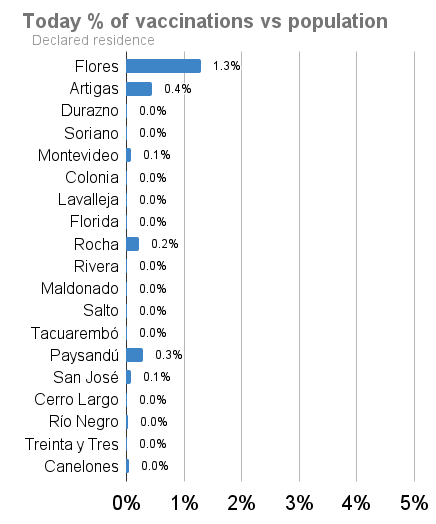 Today % of vaccinations vs population
Declared residence
Flores 1.3%
Artigas 0.4%
Durazno 0.0%
Soriano 0.0%
Montevideo 0.1%
Colonia 0.0%
Lavalleja 0.0%
Florida 0.0%
Rocha 0.2%
Rivera 0.0%
Maldonado 0.0%
Salto 0.0%
Tacuarembó 0.0%
Paysandú 0.3%
San José 0.1%
Cerro Largo 0.0%
Río Negro 0.0%
Treinta y Tres 0.0%
Canelones 0.0%
0% 1% 2% 3% 4% 5%